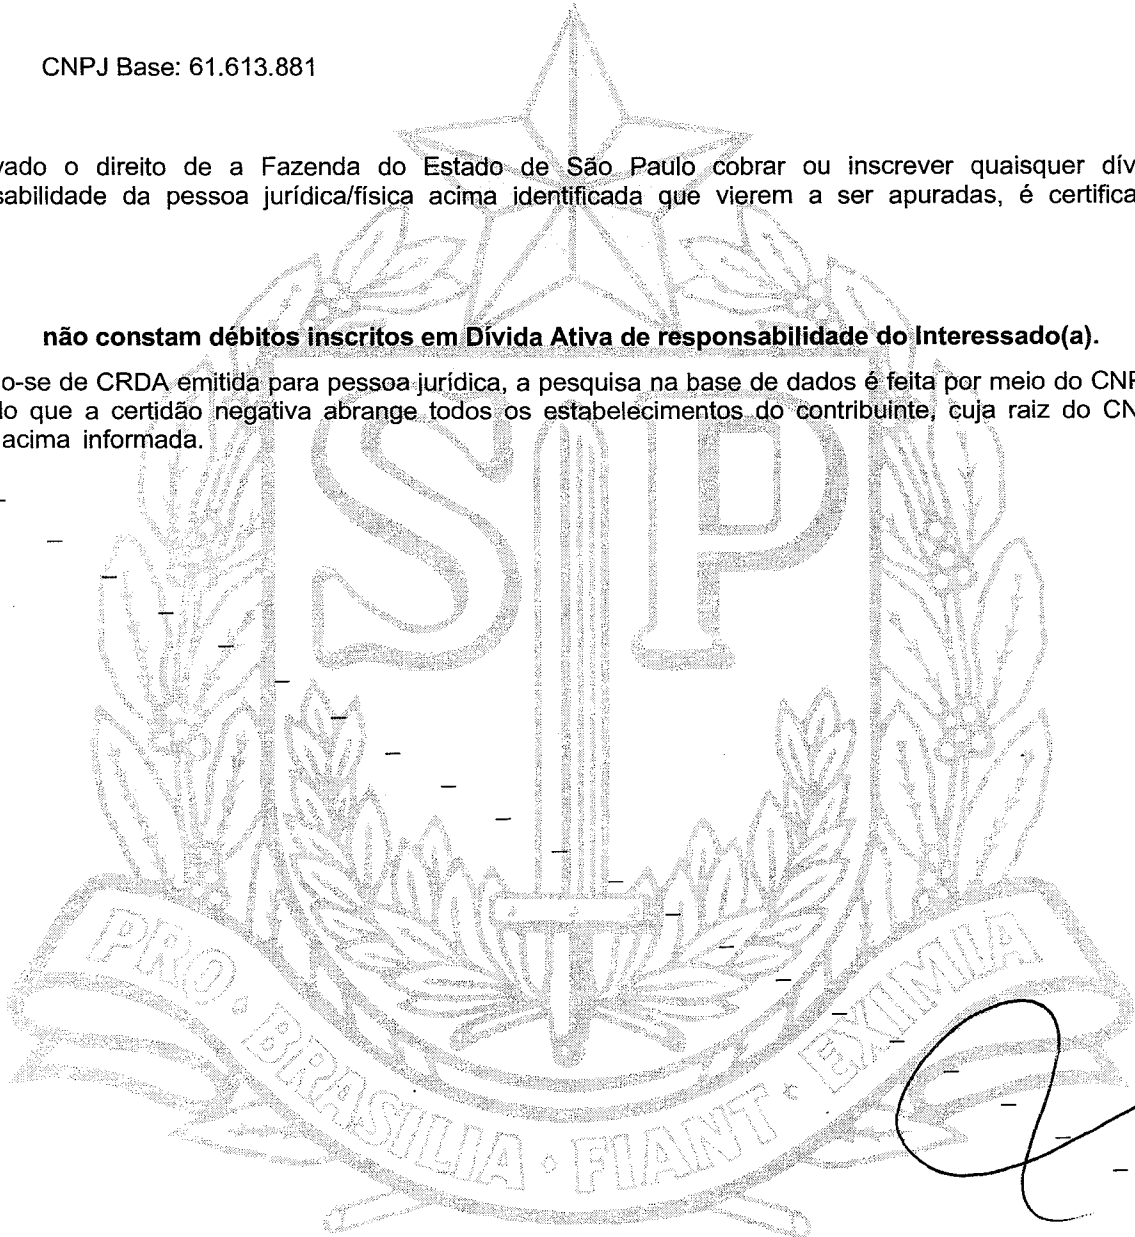 CNPJ Base: 61.613.881
vado o direito de a Fazenda do Estado de São Paulo cobrar ou inscrever quaisquer dív
sabilidade da pessoa jurídica/física acima identificada que vierem a ser apuradas, é certifica
não constam débitos inscritos em Dívida Ativa de responsabilidade do Interessado(a).
o-se de CRDA emitida para pessoa jurídica, a pesquisa na base de dados é feita por meio do CNP
do que a certidão negativa abrange todos os estabelecimentos do contribuinte, cuja raiz do CN
acima informada.
SP
PRO · BRASILIA · FIANT · EXIMIA